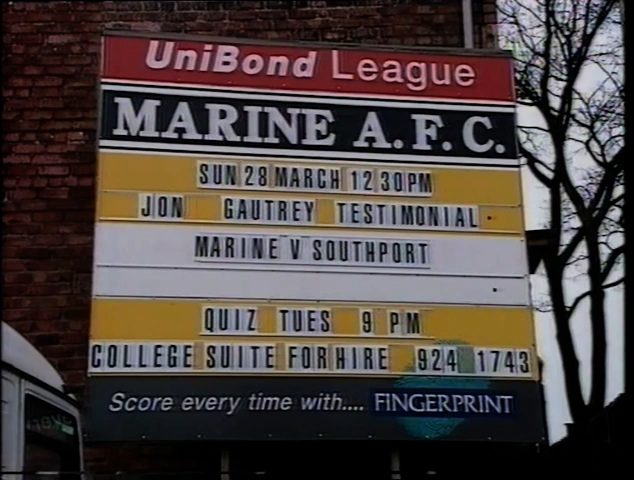 UniBond League
MARINE A.F.C.
SUN 28 MARCH 12 30PM
JON GAUTREY TESTIMONIAL
MARINE V SOUTHPORT
QUIZ TUES 9 PM
COLLEGE SUITE FOR HIRE 924 1743
Score every time with.... FINGERPRINT